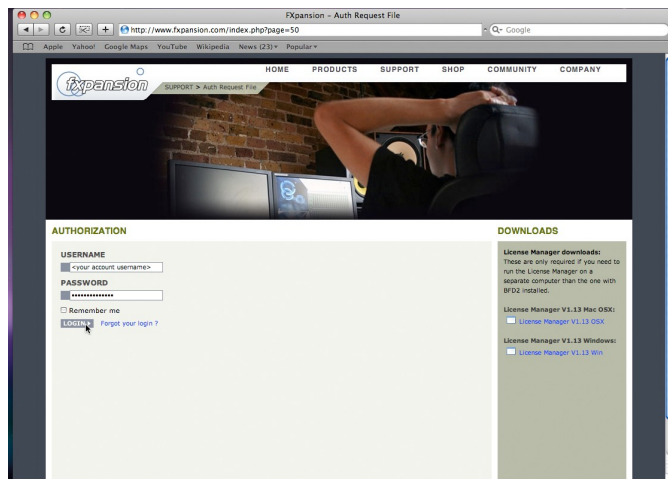 FXpansion – Auth Request File
http://www.fxpansion.com/index.php?page=50
Google
Apple Yahoo! Google Maps YouTube Wikipedia News (23) Popular
HOME PRODUCTS SUPPORT SHOP COMMUNITY COMPANY
fxpansion
SUPPORT > Auth Request File
AUTHORIZATION
USERNAME
<your account username>
PASSWORD
••••••••••••••
Remember me
LOGIN
Forgot your login ?
DOWNLOADS
License Manager downloads:
These are only required if you need to
run the License Manager on a
separate computer than the one with
BFD2 installed.
License Manager V1.13 Mac OSX:
License Manager V1.13 OSX
License Manager V1.13 Windows:
License Manager V1.13 Win